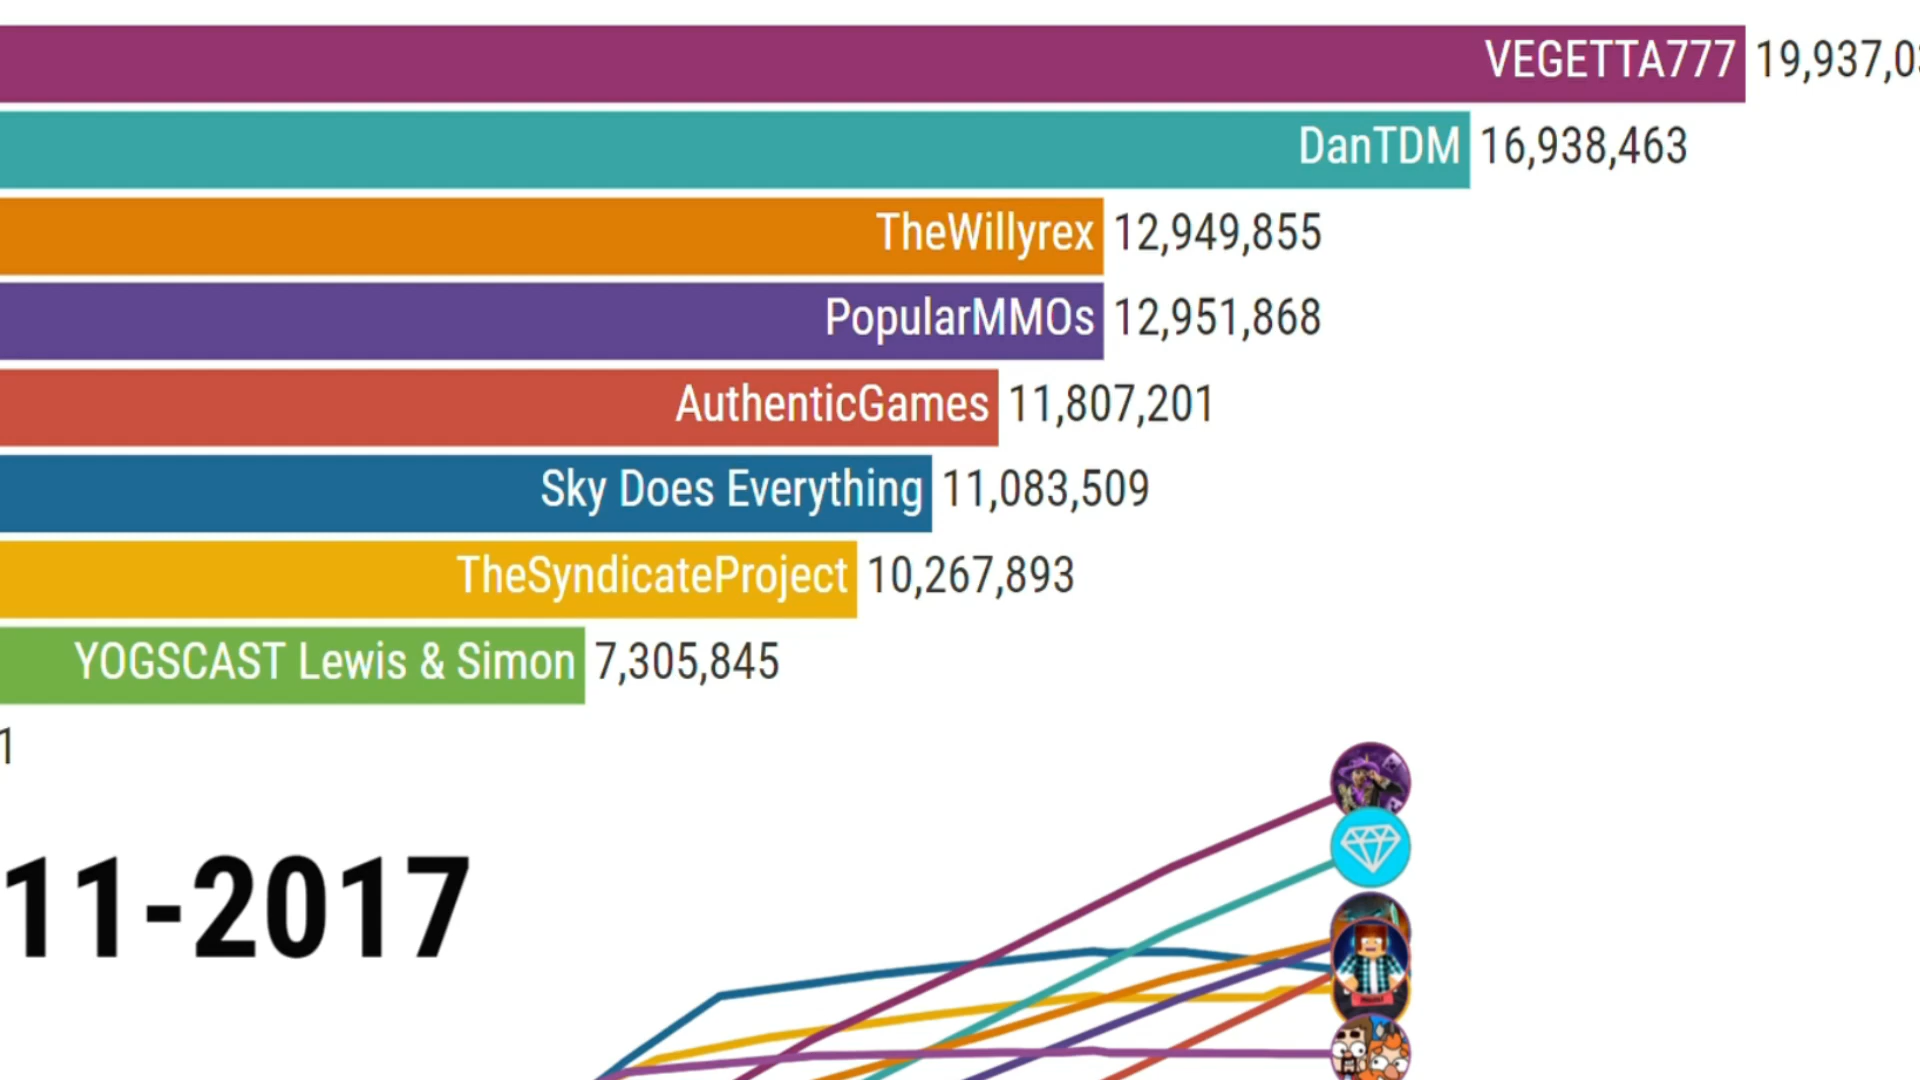 VEGETTA777 19,937,0
DanTDM 16,938,463
TheWillyrex 12,949,855
PopularMMOs 12,951,868
AuthenticGames 11,807,201
Sky Does Everything 11,083,509
TheSyndicateProject 10,267,893
YOGSCAST Lewis & Simon 7,305,845
1
11-2017